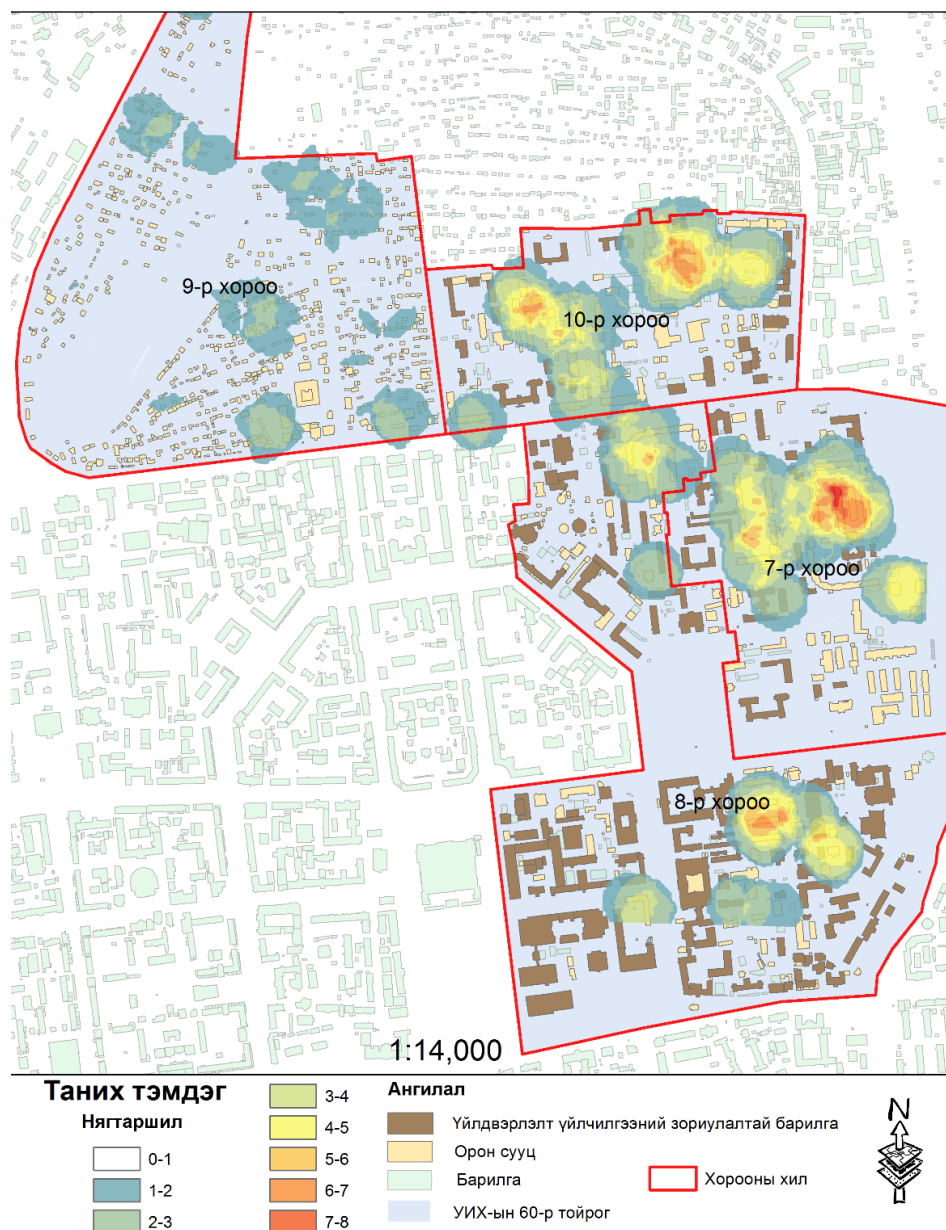 9-р хороо
10-р хороо
7-р хороо
8-р хороо
1:14,000
Таних тэмдэг
Нягтаршил
0-1
1-2
2-3
3-4
4-5
5-6
6-7
7-8
Ангилал
Үйлдвэрлэлт үйлчилгээний зориулалтай барилга
Орон сууц
Барилга
УИХ-ын 60-р тойрог
Хорооны хил
N